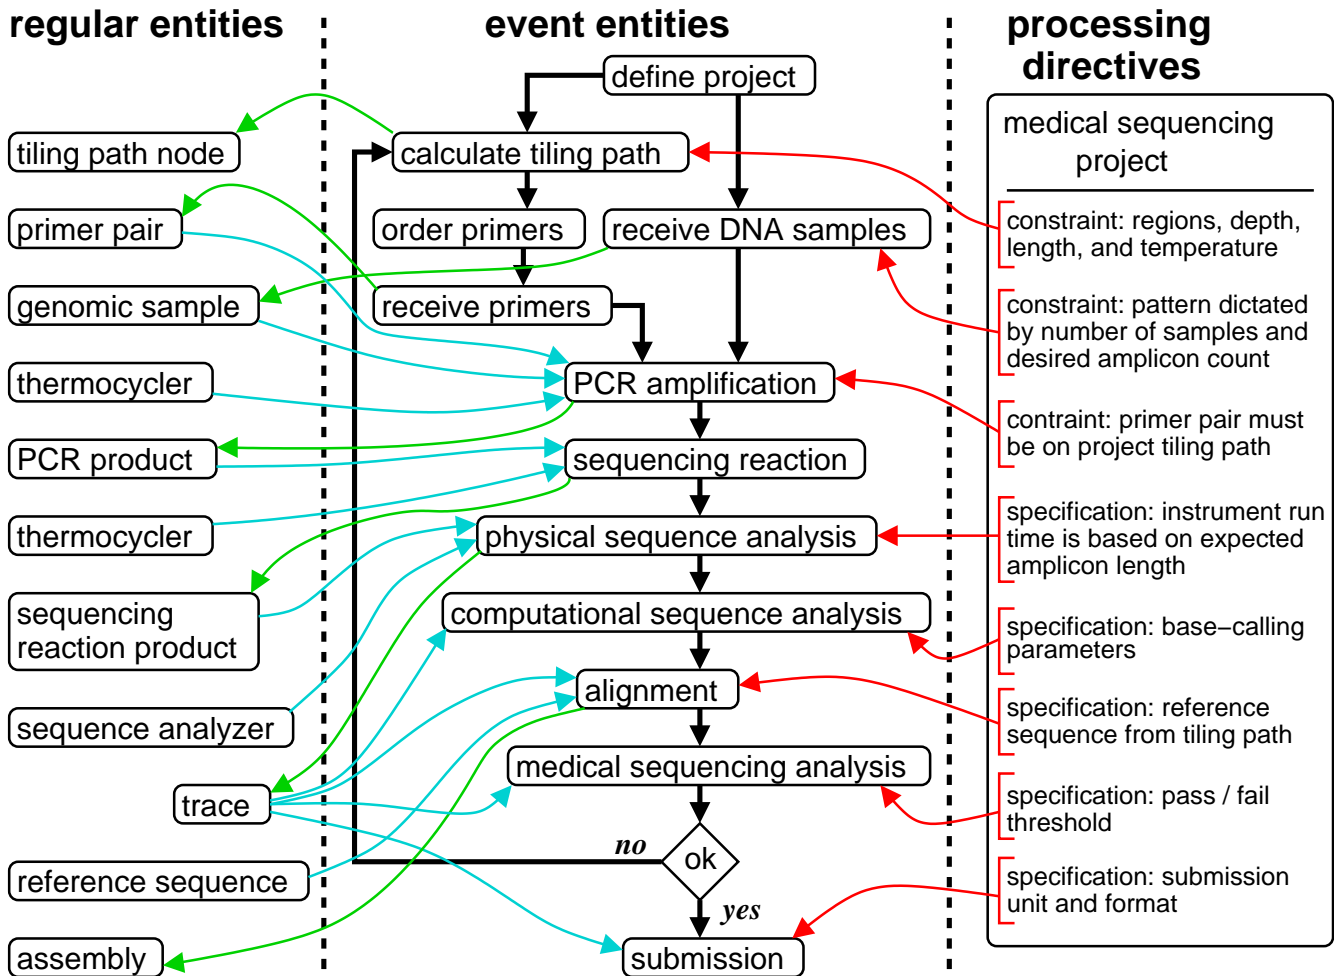 regular entities
event entities
processing
directives
define project
tiling path node
calculate tiling path
primer pair
order primers
receive DNA samples
genomic sample
receive primers
thermocycler
PCR amplification
PCR product
sequencing reaction
thermocycler
physical sequence analysis
sequencing
reaction product
computational sequence analysis
sequence analyzer
alignment
trace
medical sequencing analysis
reference sequence
no
ok
yes
assembly
submission
medical sequencing
project
constraint: regions, depth,
length, and temperature
constraint: pattern dictated
by number of samples and
desired amplicon count
contraint: primer pair must
be on project tiling path
specification: instrument run
time is based on expected
amplicon length
specification: base−calling
parameters
specification: reference
sequence from tiling path
specification: pass / fail
threshold
specification: submission
unit and format